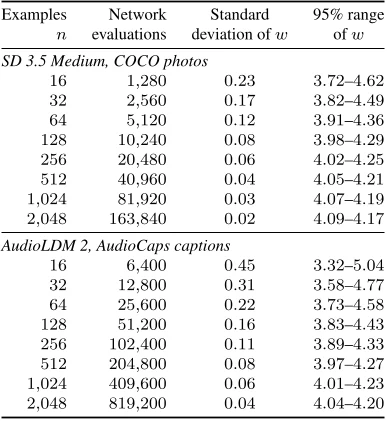 Examples Network Standard 95% range
n evaluations deviation of w of w
SD 3.5 Medium, COCO photos
16 1,280 0.23 3.72–4.62
32 2,560 0.17 3.82–4.49
64 5,120 0.12 3.91–4.36
128 10,240 0.08 3.98–4.29
256 20,480 0.06 4.02–4.25
512 40,960 0.04 4.05–4.21
1,024 81,920 0.03 4.07–4.19
2,048 163,840 0.02 4.09–4.17
AudioLDM 2, AudioCaps captions
16 6,400 0.45 3.32–5.04
32 12,800 0.31 3.58–4.77
64 25,600 0.22 3.73–4.58
128 51,200 0.16 3.83–4.43
256 102,400 0.11 3.89–4.33
512 204,800 0.08 3.97–4.27
1,024 409,600 0.06 4.01–4.23
2,048 819,200 0.04 4.04–4.20